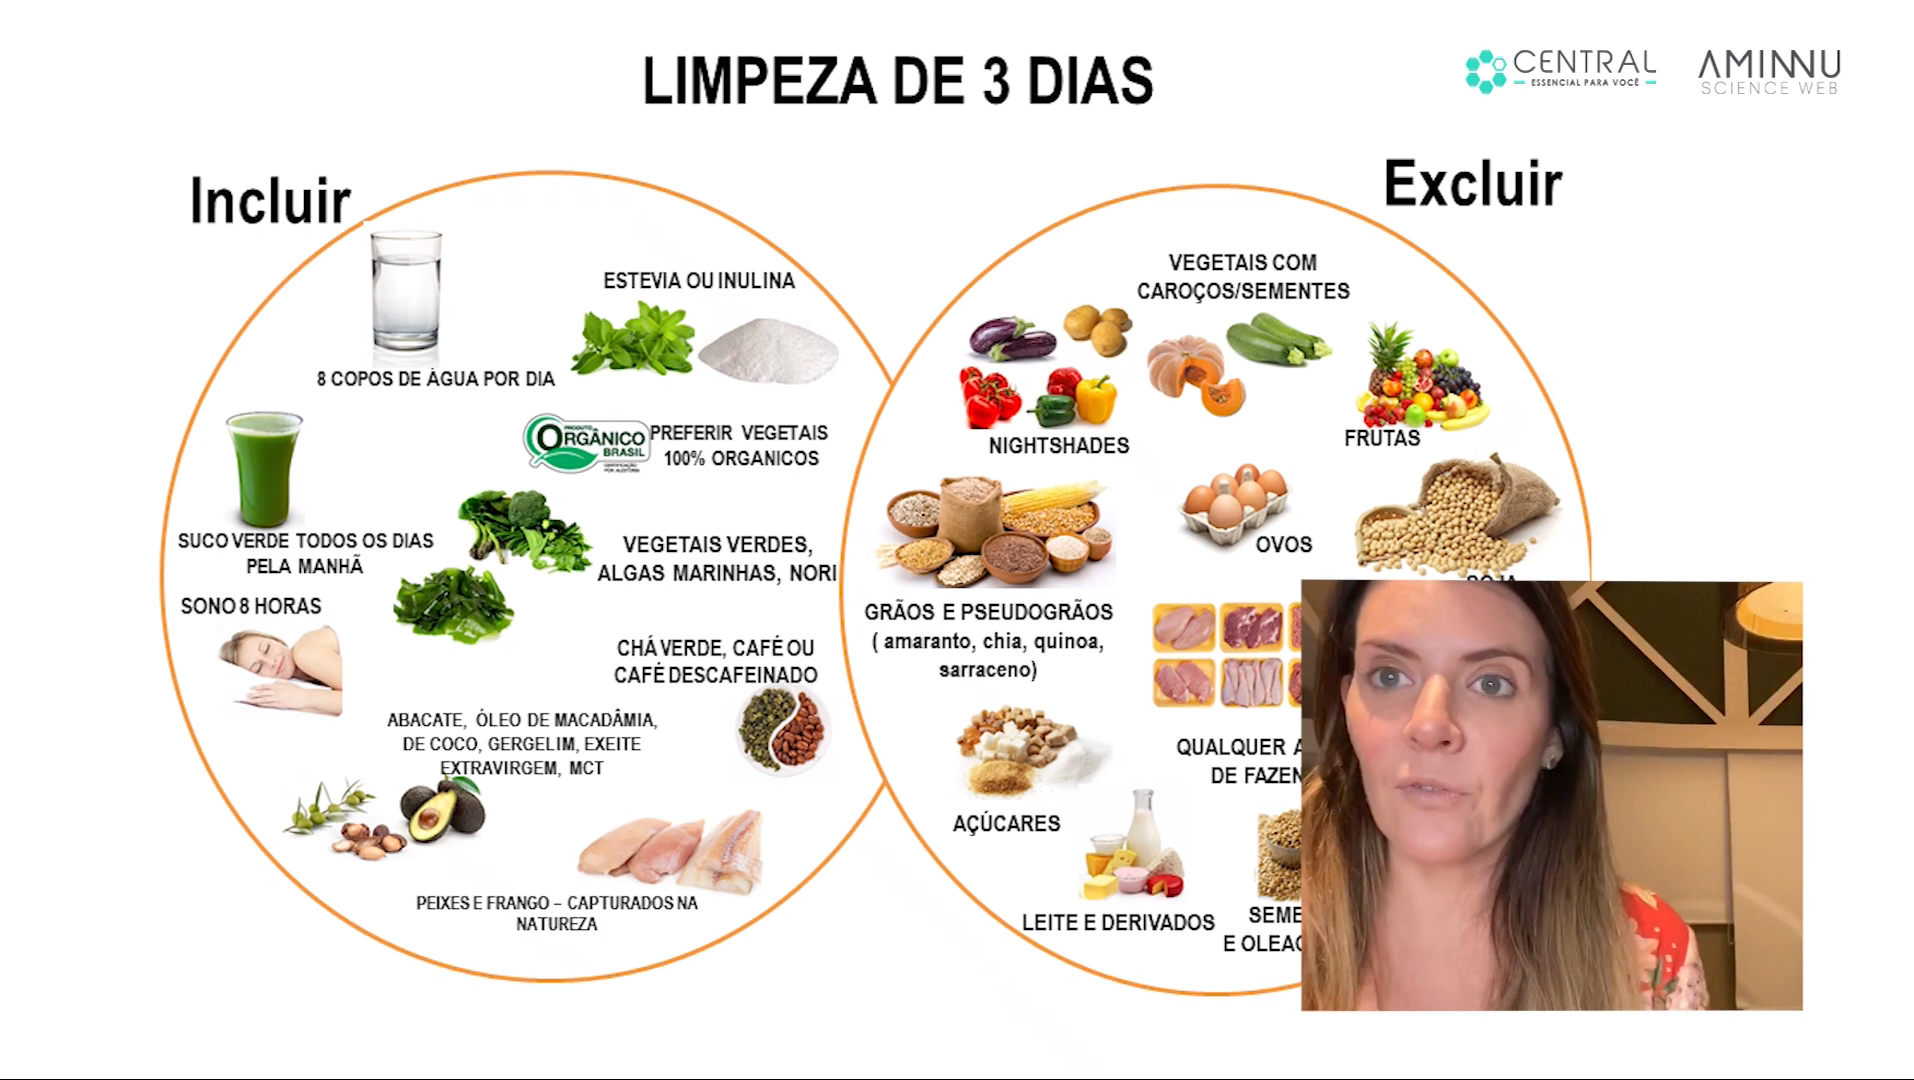 LIMPEZA DE 3 DIAS
CENTRAL
ESSENCIAL PARA VOCÊ
AMINNU
SCIENCE WEB
Incluir
8 COPOS DE ÁGUA POR DIA
ESTEVIA OU INULINA
PRODUTO
ORGÂNICO
BRASIL
PREFERIR VEGETAIS
100% ORGANICOS
SUCO VERDE TODOS OS DIAS
PELA MANHÃ
VEGETAIS VERDES,
ALGAS MARINHAS, NORI
SONO 8 HORAS
CHÁ VERDE, CAFÉ OU
CAFÉ DESCAFEINADO
ABACATE, ÓLEO DE MACADÂMIA,
DE COCO, GERGELIM, EXEITE
EXTRAVIRGEM, MCT
PEIXES E FRANGO – CAPTURADOS NA
NATUREZA
Excluir
VEGETAIS COM
CAROÇOS/SEMENTES
NIGHTSHADES
FRUTAS
OVOS
GRÃOS E PSEUDOGRÃOS
( amaranto, chia, quinoa,
sarraceno)
QUALQUER
DE
AÇÚCARES
LEITE E DERIVADOS
E